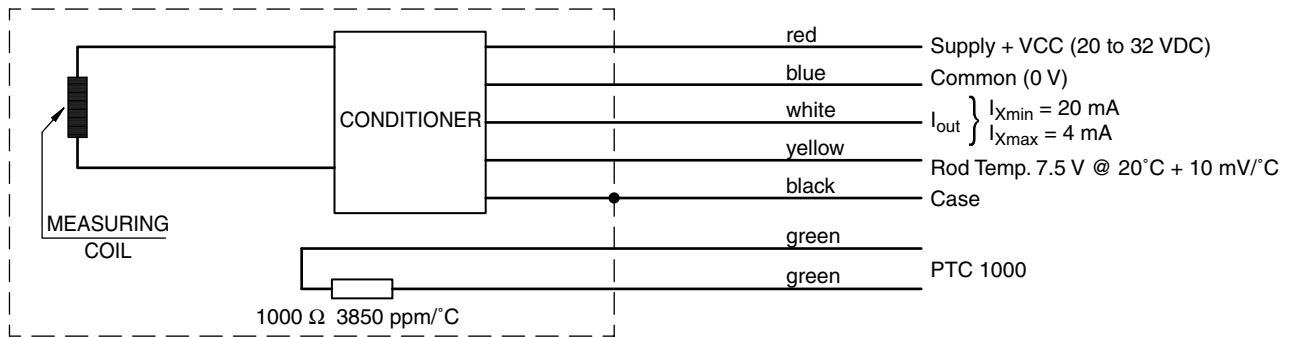 red Supply + VCC (20 to 32 VDC)
blue Common (0 V)
CONDITIONER
white Iout } IXmin = 20 mA
IXmax = 4 mA
yellow Rod Temp. 7.5 V @ 20˚C + 10 mV/˚C
black Case
MEASURING
COIL
green
green
PTC 1000
1000 Ω 3850 ppm/˚C